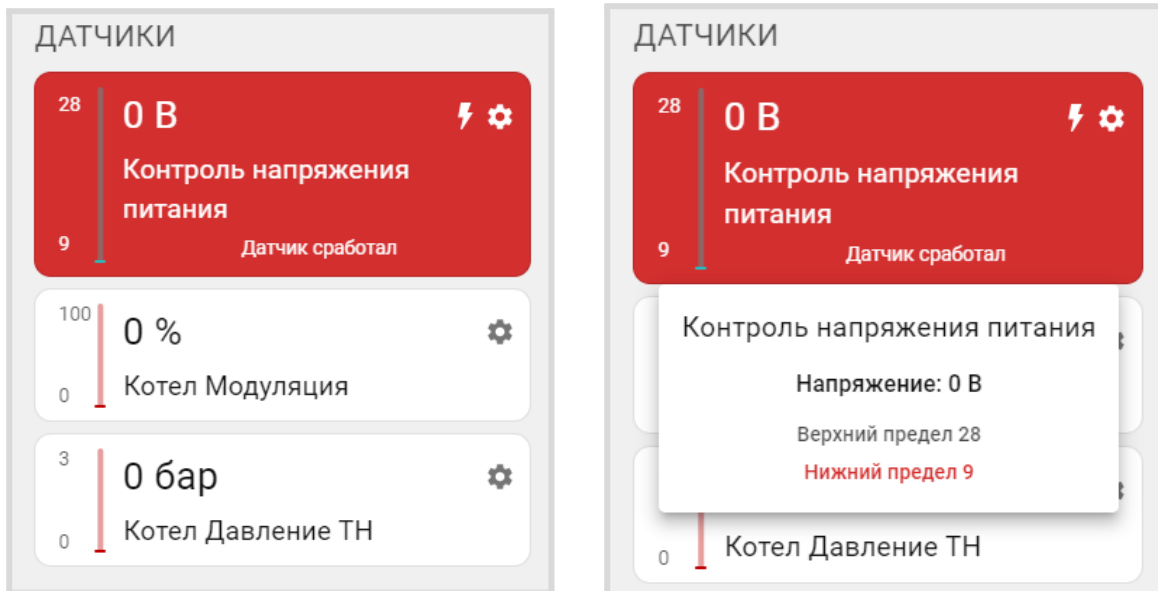 ДАТЧИКИ
28
0 В
Контроль напряжения
питания
9
Датчик сработал
100
0 %
0
Котел Модуляция
3
0 бар
0
Котел Давление ТН
ДАТЧИКИ
28
0 В
Контроль напряжения
питания
9
Датчик сработал
Контроль напряжения питания
Напряжение: 0 В
Верхний предел 28
Нижний предел 9
0
Котел Давление ТН